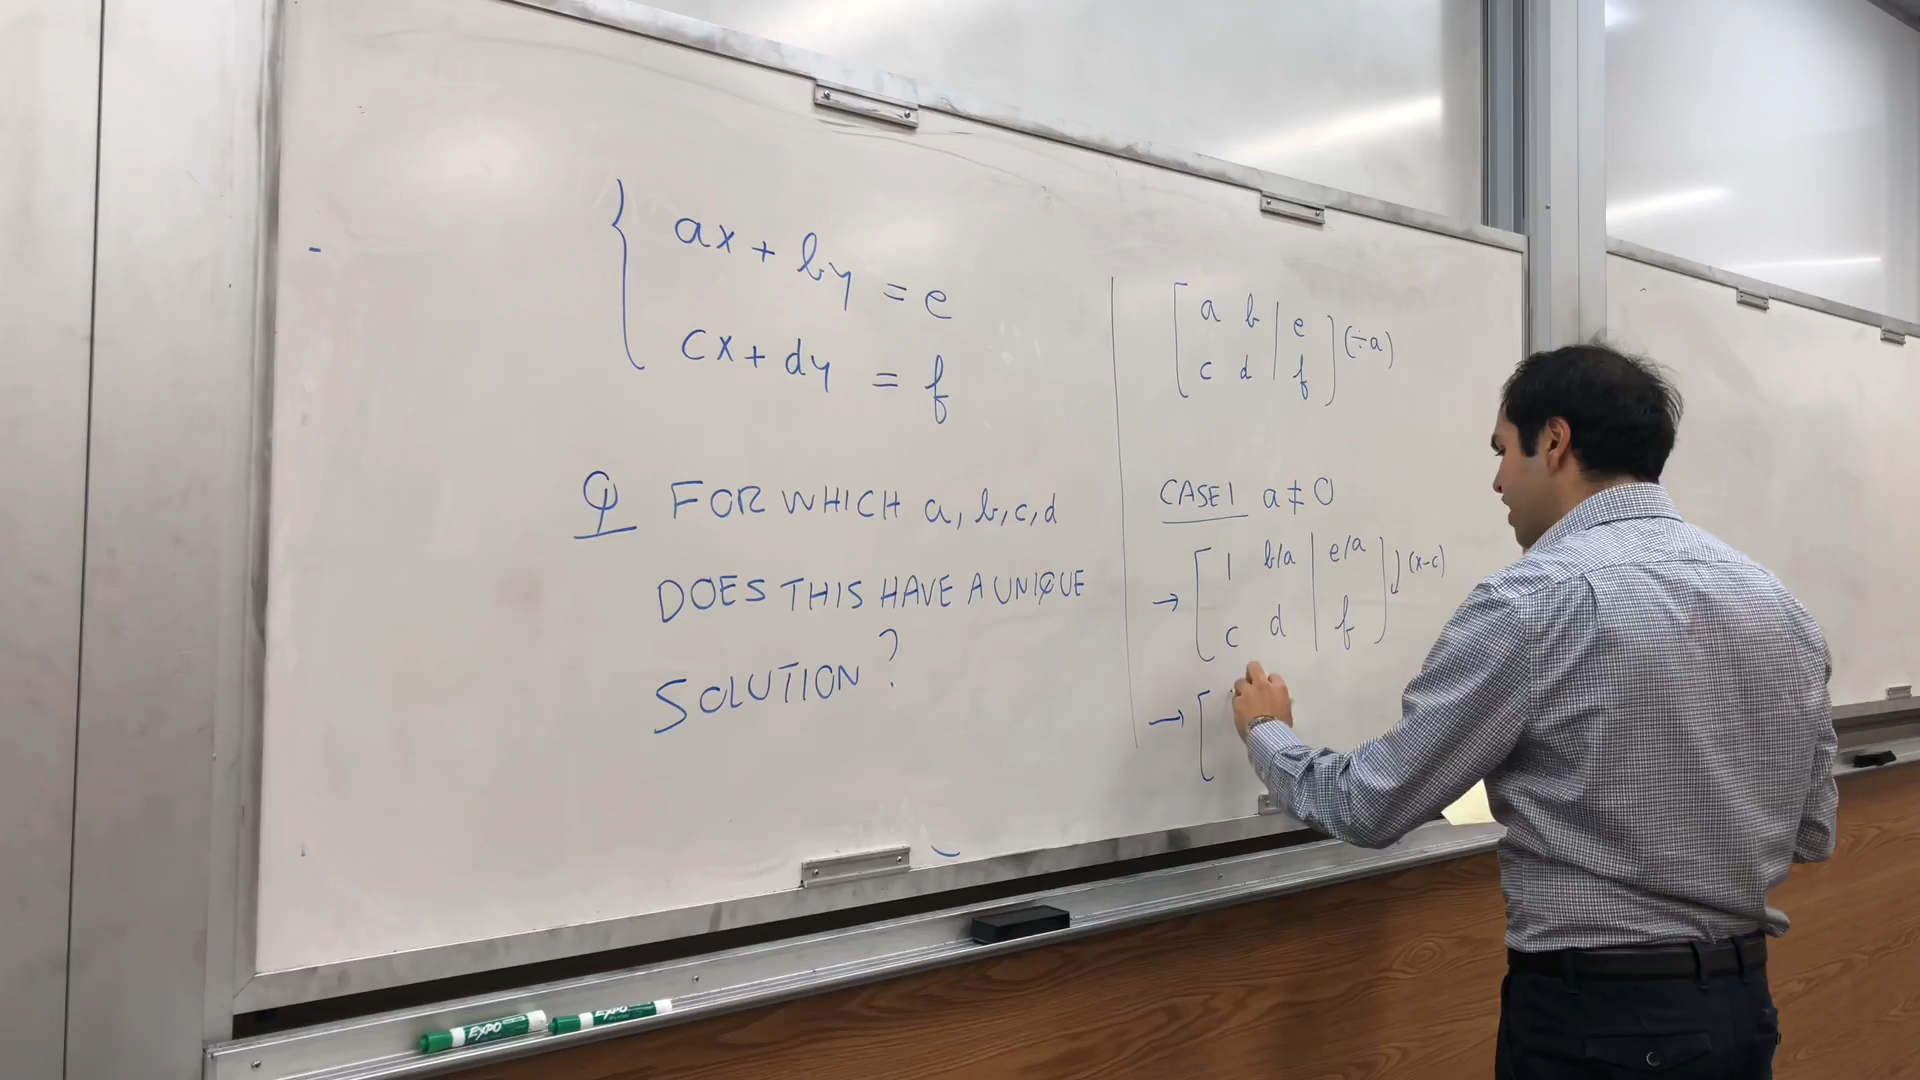 ax + by = e
cx + dy = f
Q FOR WHICH a, b, c, d
DOES THIS HAVE A UNIQUE
SOLUTION?
[ a b | e ] (÷a)
[ c d | f ]
CASE 1 a ≠ 0
→ [ 1 b/a | e/a ] (x-c)
[ c d | f ]
→ [
EXPO
EXPO